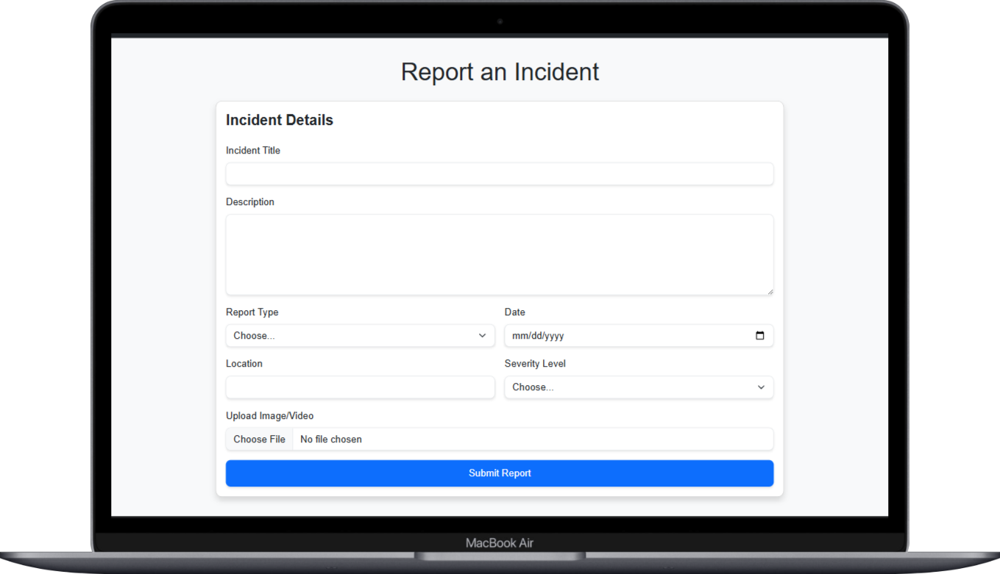 Report an Incident
Incident Details
Incident Title
Description
Report Type
Date
Choose...
mm/dd/yyyy
Location
Severity Level
Choose...
Upload Image/Video
Choose File No file chosen
Submit Report
MacBook Air